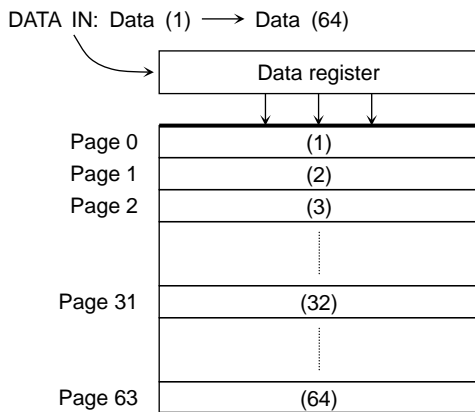 DATA IN: Data (1) → Data (64)
Data register
Page 0 (1)
Page 1 (2)
Page 2 (3)
Page 31 (32)
Page 63 (64)